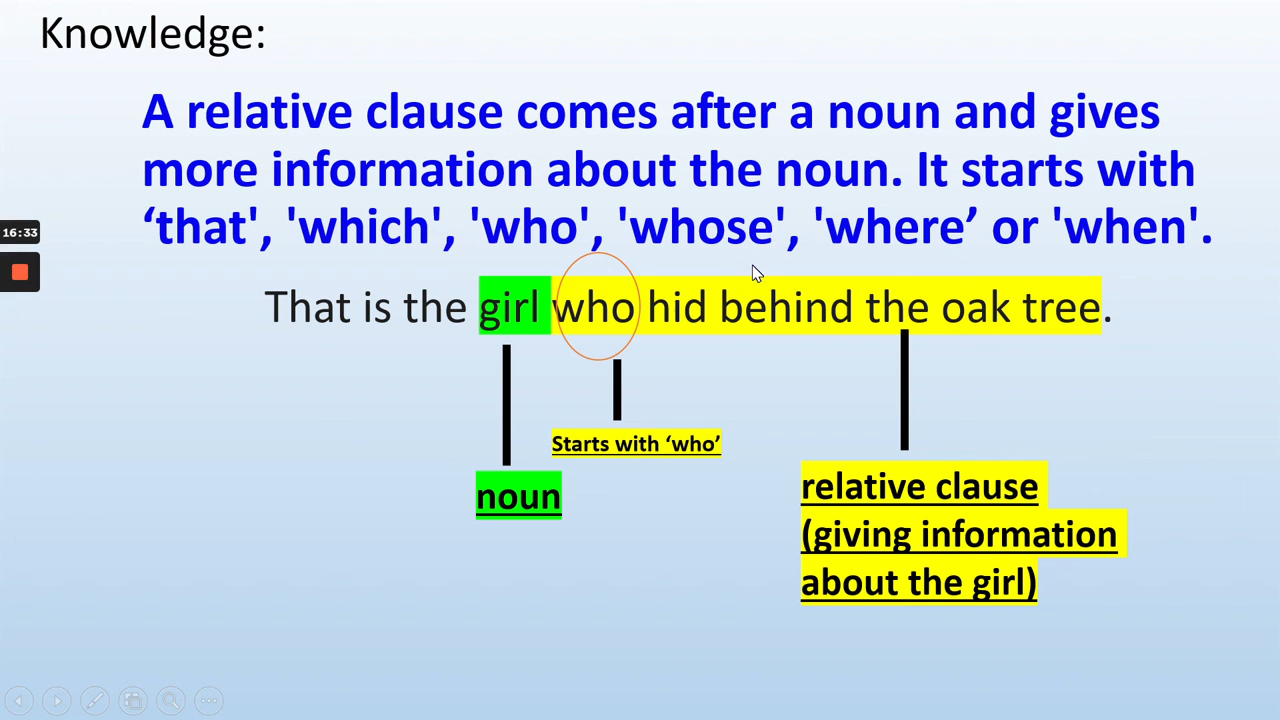 Knowledge:
A relative clause comes after a noun and gives
more information about the noun. It starts with
‘that', 'which', 'who', 'whose', 'where’ or 'when'.
16:33
That is the girl who hid behind the oak tree.
Starts with ‘who’
noun
relative clause
(giving information
about the girl)